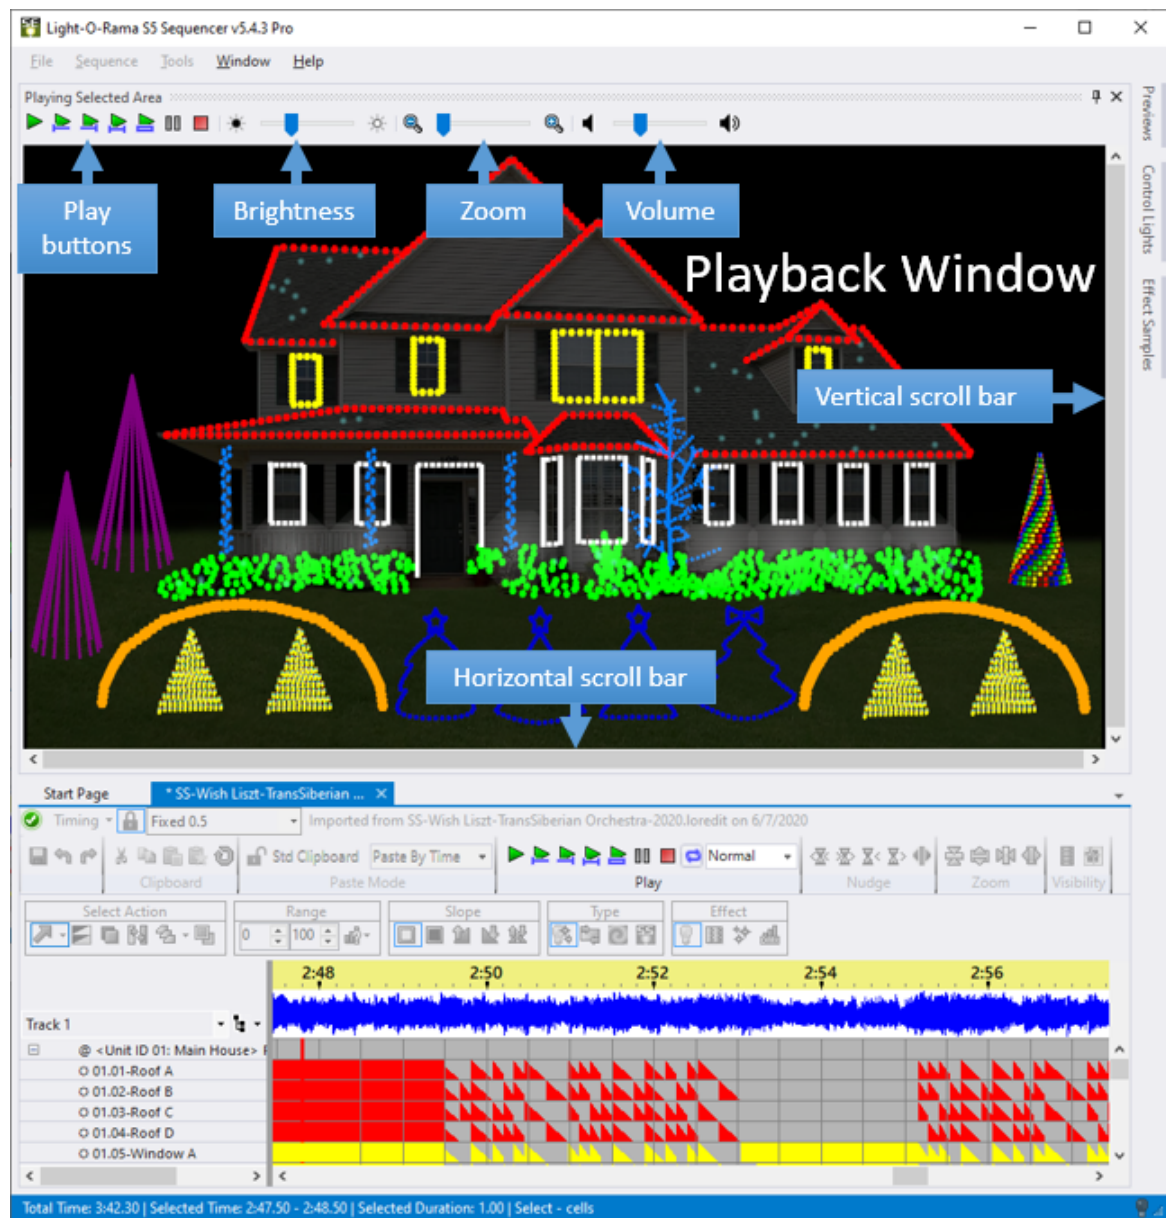 Light-O-Rama S5 Sequencer v5.4.3 Pro
File Sequence Tools Window Help
Playing Selected Area
Previews
Control Lights
Effect Samples
Play
buttons
Brightness
Zoom
Volume
Playback Window
Vertical scroll bar
Horizontal scroll bar
Start Page
* SS-Wish Liszt-TransSiberian ...
Timing Fixed 0.5 Imported from SS-Wish Liszt-TransSiberian Orchestra-2020.loredit on 6/7/2020
Std Clipboard Paste By Time Normal
Clipboard Paste Mode Play Nudge Zoom Visibility
Select Action Range Slope Type Effect
0 100
2:48 2:50 2:52 2:54 2:56
Track 1
@ <Unit ID 01: Main House>
01.01-Roof A
01.02-Roof B
01.03-Roof C
01.04-Roof D
01.05-Window A
Total Time: 3:42.30 | Selected Time: 2:47.50 - 2:48.50 | Selected Duration: 1.00 | Select - cells